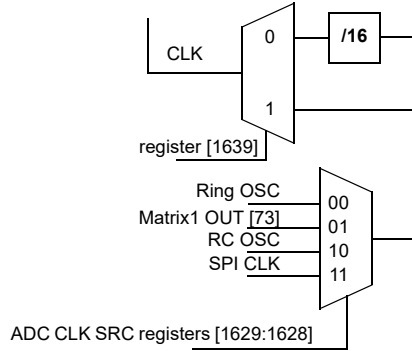 0
/16
CLK
1
register [1639]
Ring OSC
00
Matrix1 OUT [73]
01
RC OSC
10
SPI CLK
11
ADC CLK SRC registers [1629:1628]